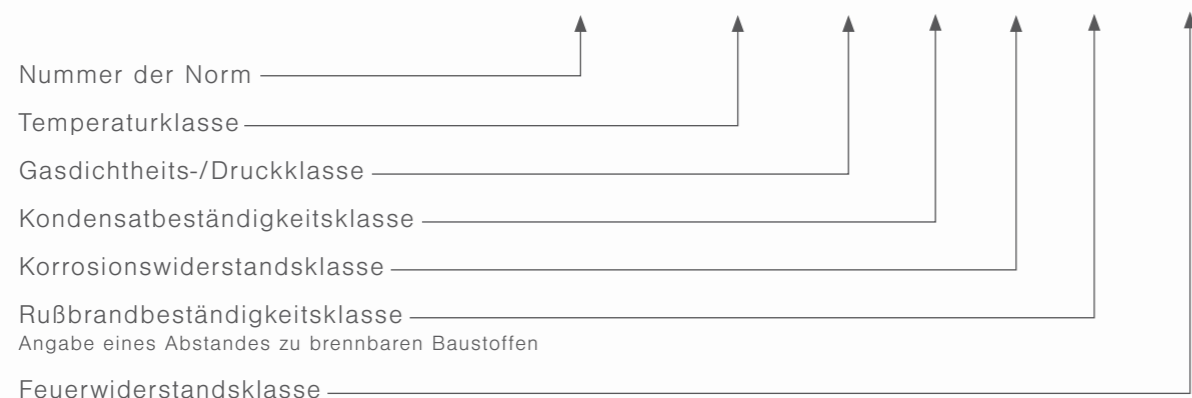 Nummer der Norm
Temperaturklasse
Gasdichtheits-/Druckklasse
Kondensatbeständigkeitsklasse
Korrosionswiderstandsklasse
Rußbrandbeständigkeitsklasse
Angabe eines Abstandes zu brennbaren Baustoffen
Feuerwiderstandsklasse